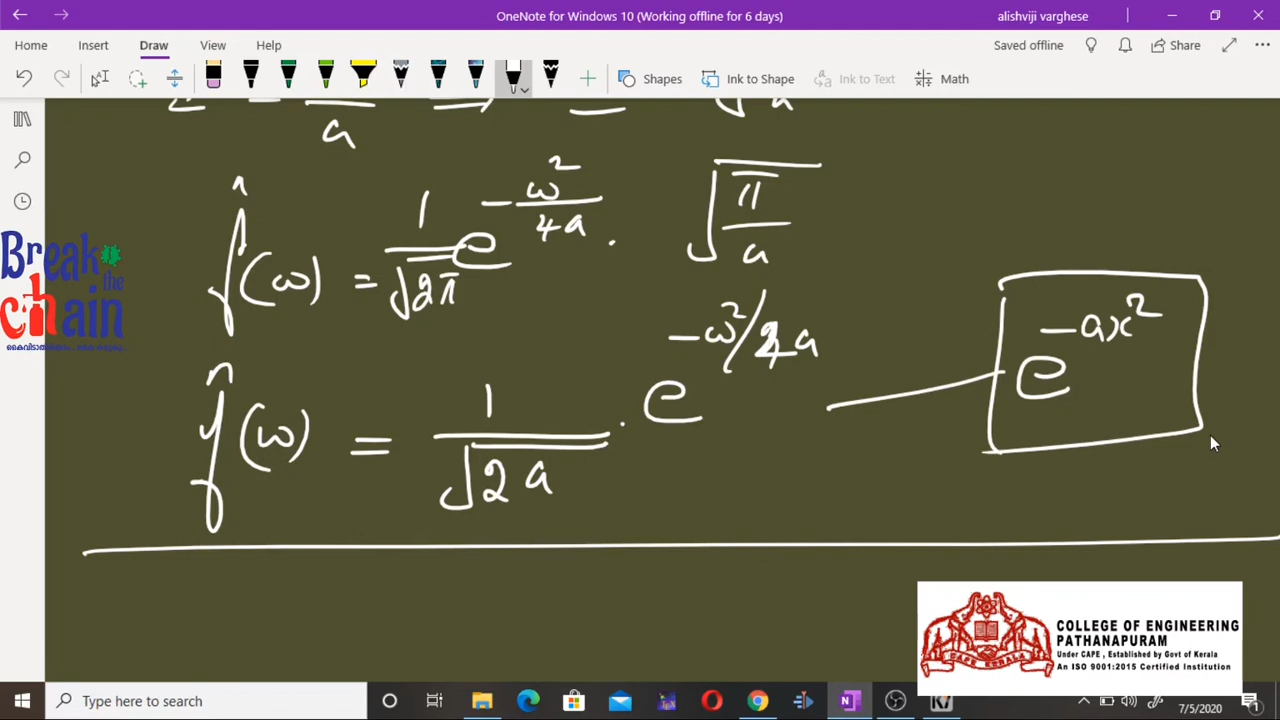 OneNote for Windows 10 (Working offline for 6 days)
alishviji varghese
Home Insert Draw View Help
Saved offline Share
Shapes Ink to Shape Ink to Text Math
a
f̂(ω) = 1/√2π e^(-ω²/4a) . √(π/a)
f̂(ω) = 1/√2a . e^(-ω²/4a)
e^(-ax²)
Break
the
chain
കൈവിടാതിരിക്കാം കൈ കഴുകൂ
COLLEGE OF ENGINEERING
PATHANAPURAM
Under CAPE , Established by Govt of Kerala
An ISO 9001:2015 Certified Institution
CAPE KERALA
Type here to search
7/5/2020